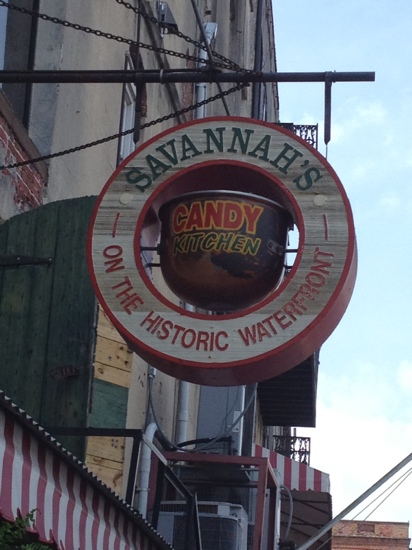 SAVANNAH'S
CANDY
KITCHEN
ON THE HISTORIC WATERFRONT